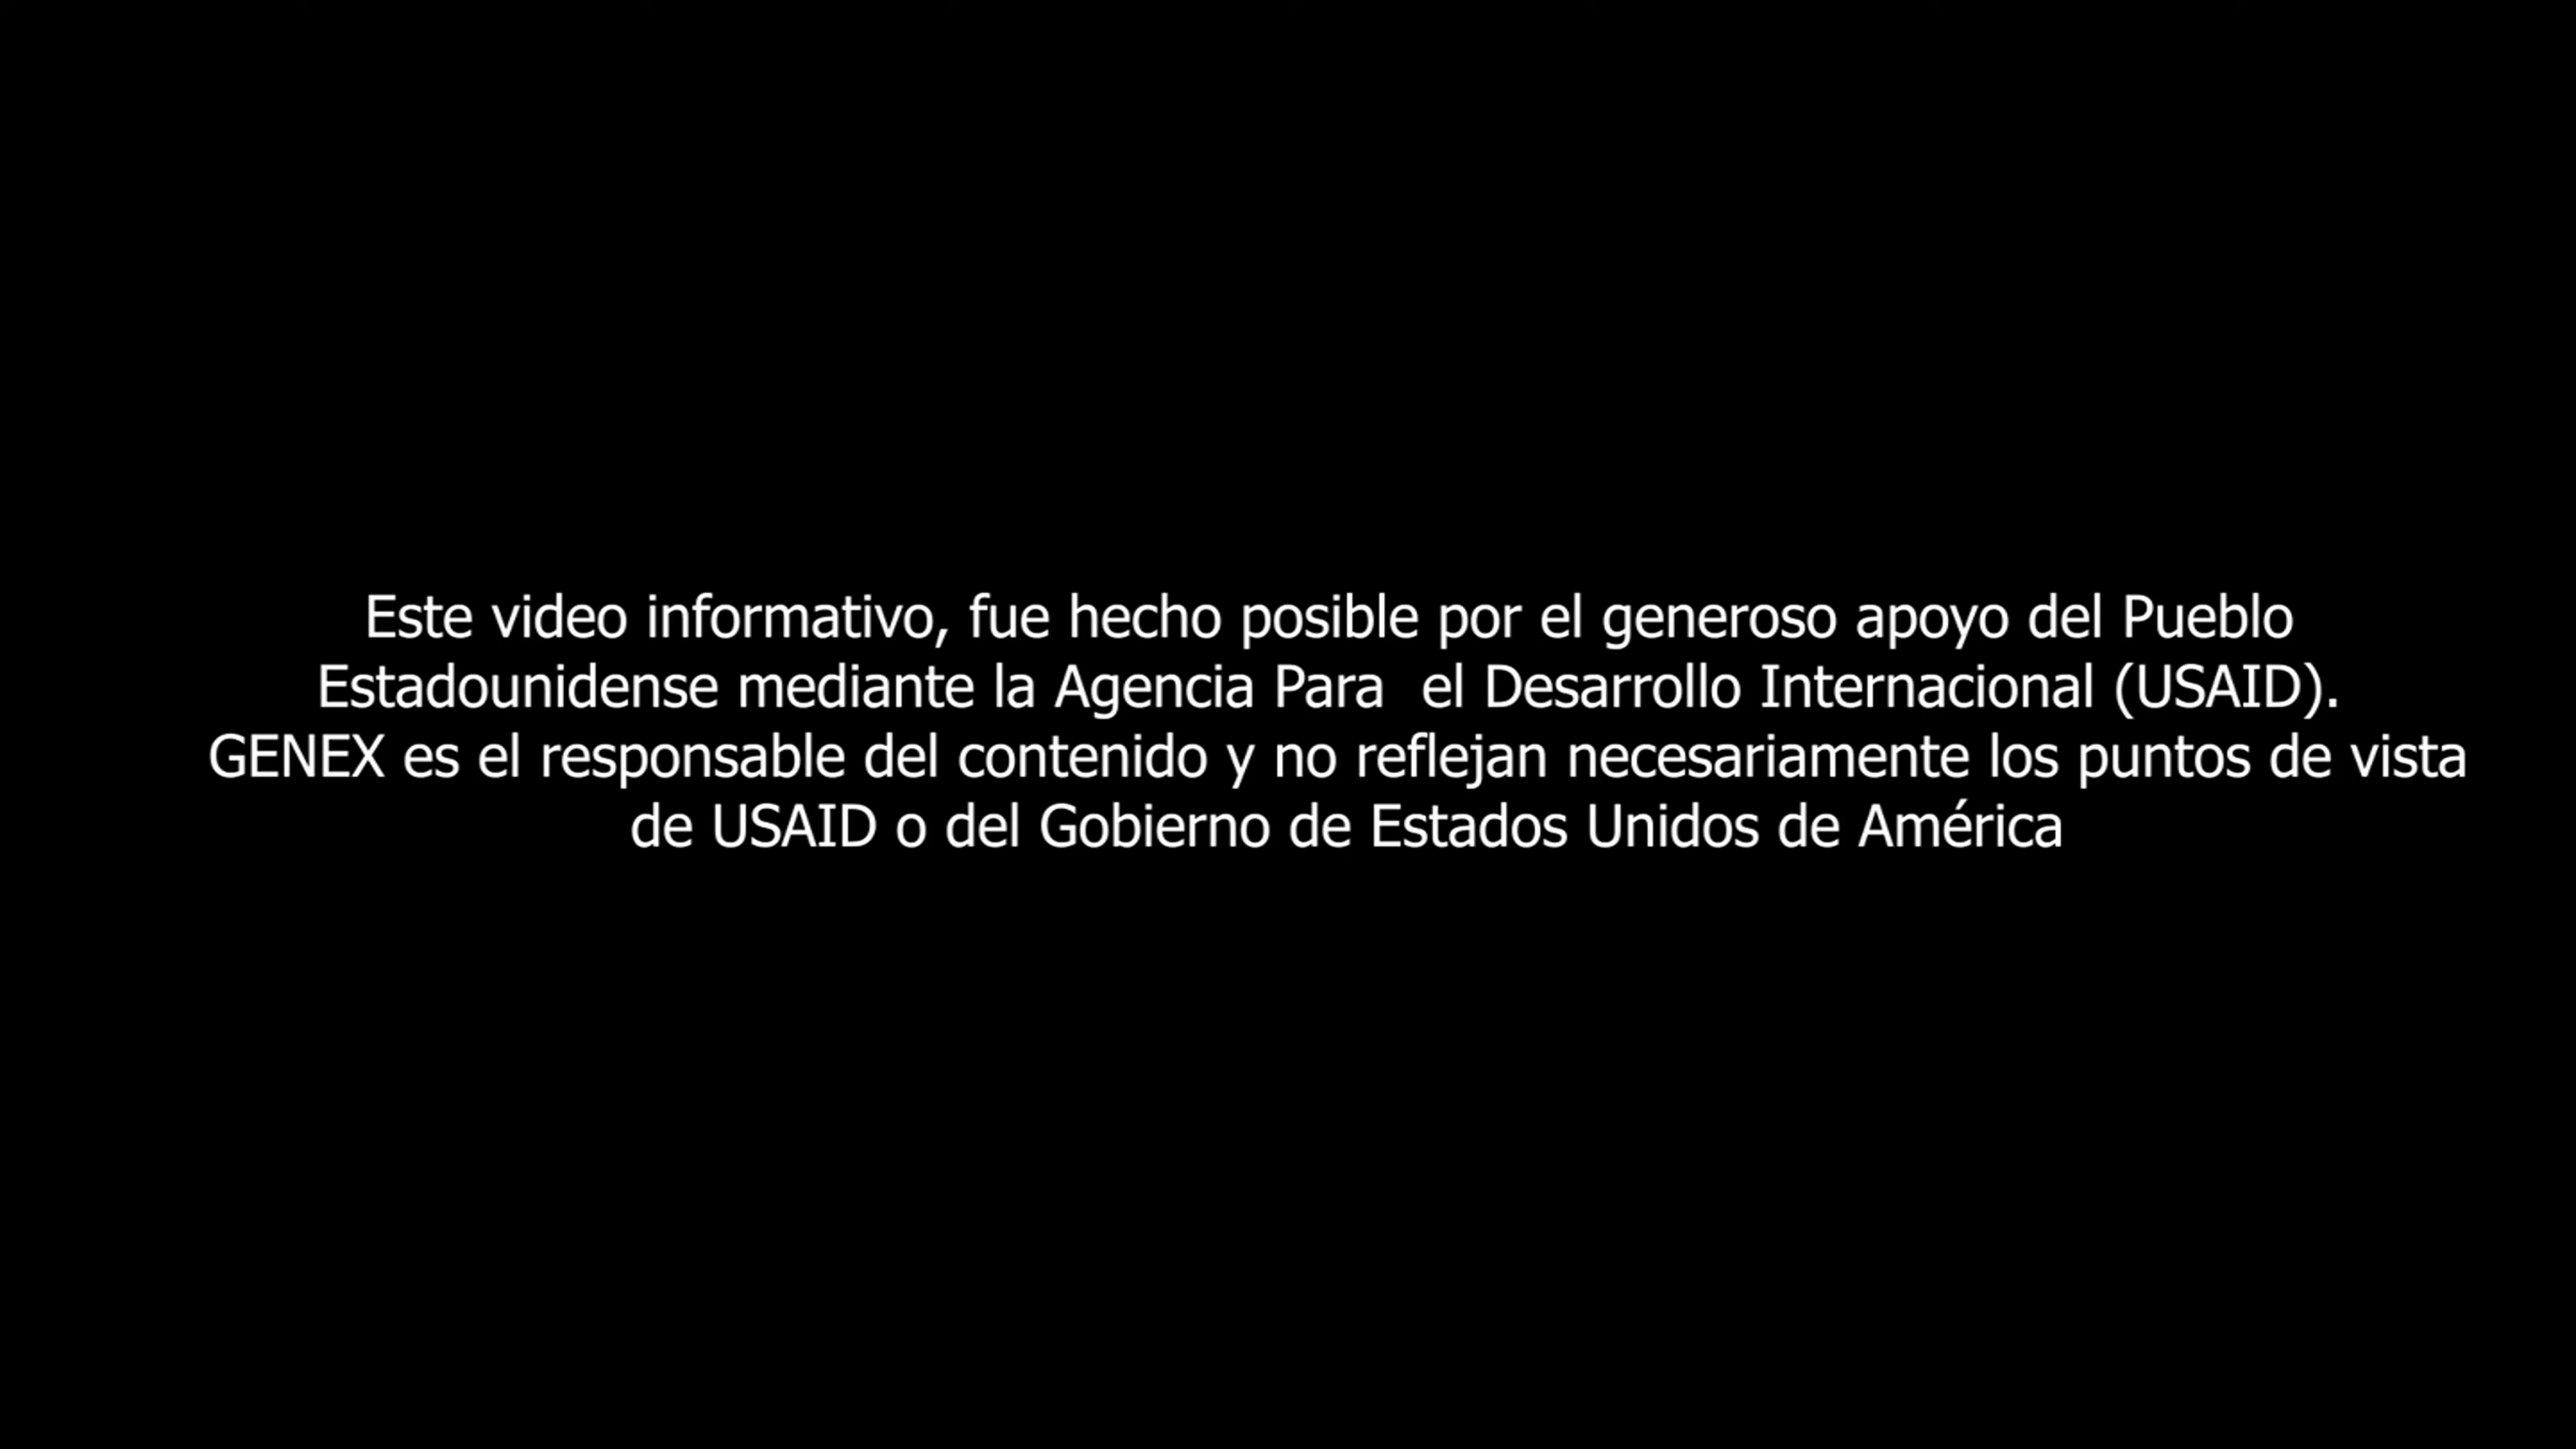 Este video informativo, fue hecho posible por el generoso apoyo del Pueblo
Estadounidense mediante la Agencia Para  el Desarrollo Internacional (USAID).
GENEX es el responsable del contenido y no reflejan necesariamente los puntos de vista
de USAID o del Gobierno de Estados Unidos de América